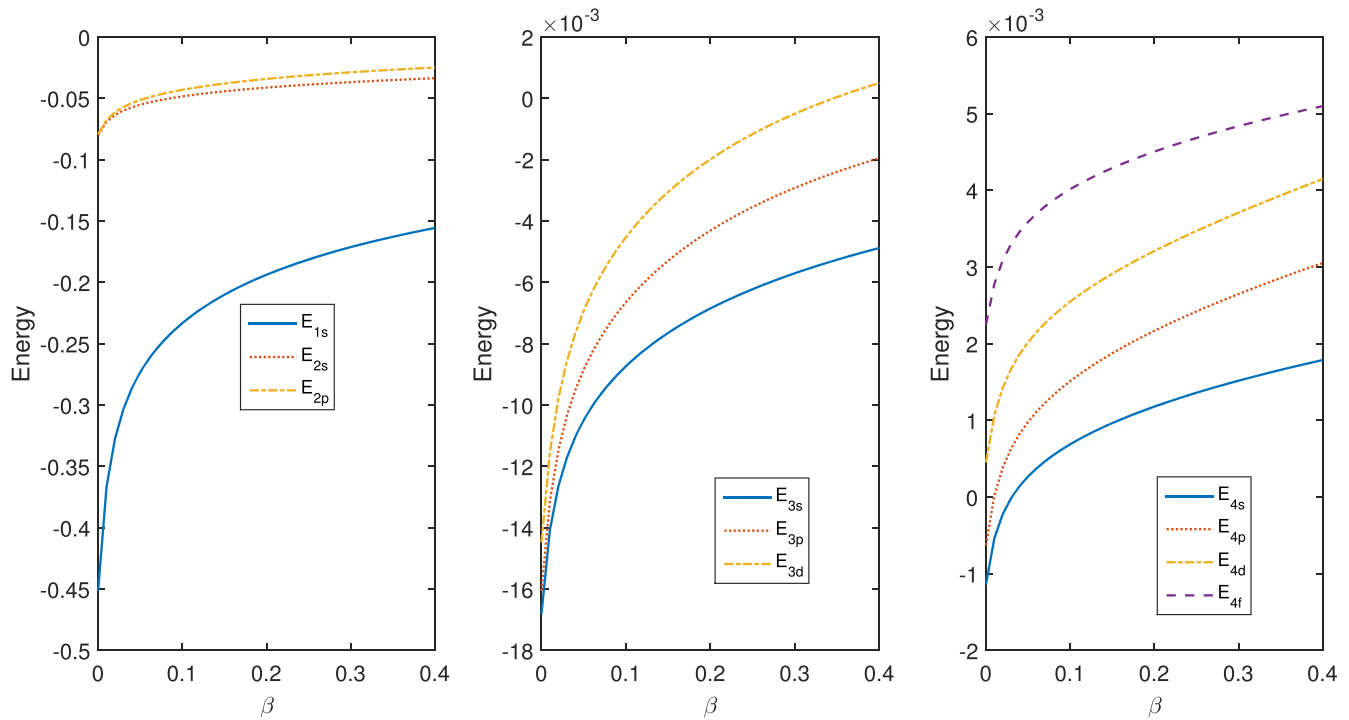 0
-0.05
-0.1
-0.15
-0.2
-0.25
-0.3
-0.35
-0.4
-0.45
-0.5
Energy
0 0.1 0.2 0.3 0.4
β
E1s
E2s
E2p
×10-3
2
0
-2
-4
-6
-8
-10
-12
-14
-16
-18
Energy
0 0.1 0.2 0.3 0.4
β
E3s
E3p
E3d
×10-3
6
5
4
3
2
1
0
-1
-2
Energy
0 0.1 0.2 0.3 0.4
β
E4s
E4p
E4d
E4f